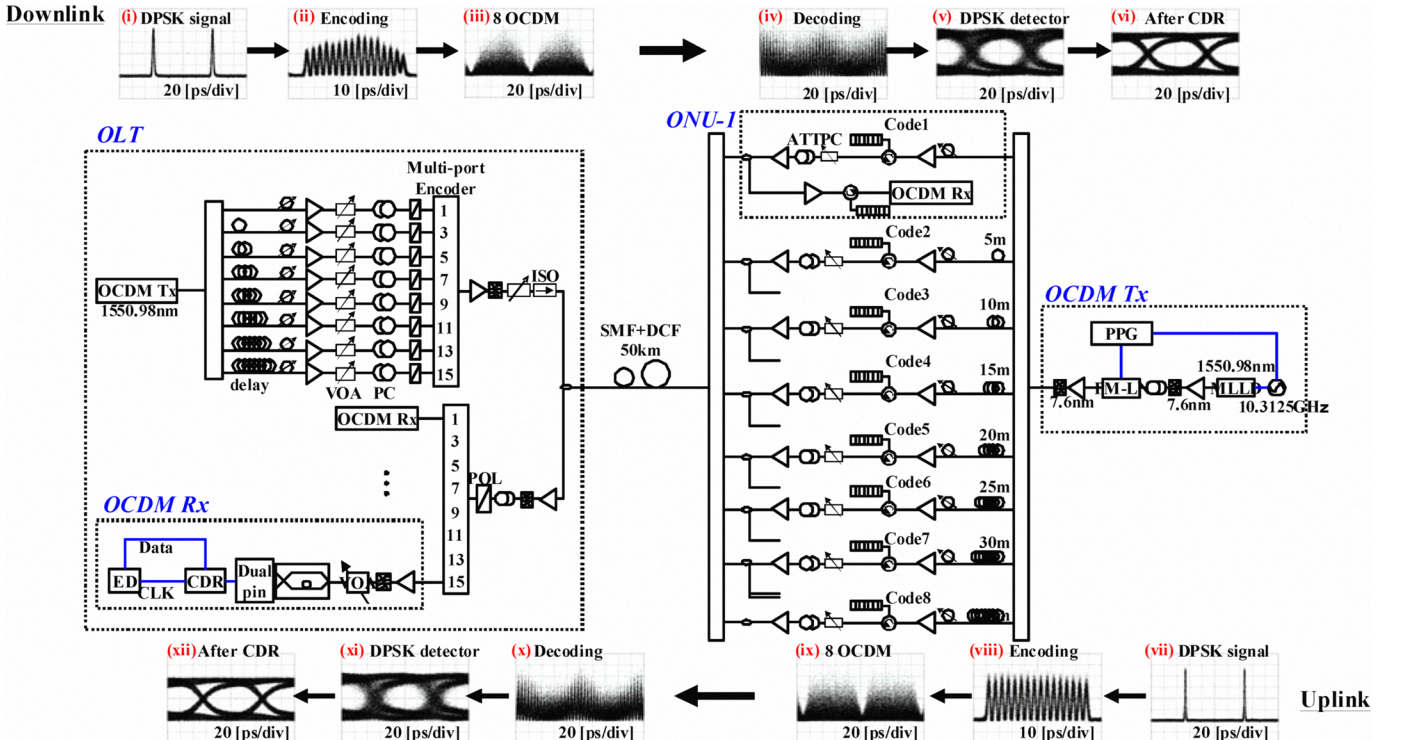 Downlink
(i) DPSK signal
20 [ps/div]
(ii) Encoding
10 [ps/div]
(iii) 8 OCDM
20 [ps/div]
(iv) Decoding
20 [ps/div]
(v) DPSK detector
20 [ps/div]
(vi) After CDR
20 [ps/div]
OLT
Multi-port
Encoder
1
3
5
7
9
11
13
15
OCDM Tx
1550.98nm
delay
VOA
PC
ISO
OCDM Rx
1
3
5
7
9
11
13
15
POL
OCDM Rx
Data
ED
CLK
CDR
Dual
pin
SMF+DCF
50km
ONU-1
Code1
ATT
PC
OCDM Rx
Code2
5m
Code3
10m
Code4
15m
Code5
20m
Code6
25m
Code7
30m
Code8
OCDM Tx
PPG
1550.98nm
7.6nm
7.6nm
10.3125GHz
(xii) After CDR
20 [ps/div]
(xi) DPSK detector
20 [ps/div]
(x) Decoding
20 [ps/div]
(ix) 8 OCDM
20 [ps/div]
(viii) Encoding
10 [ps/div]
(vii) DPSK signal
20 [ps/div]
Uplink